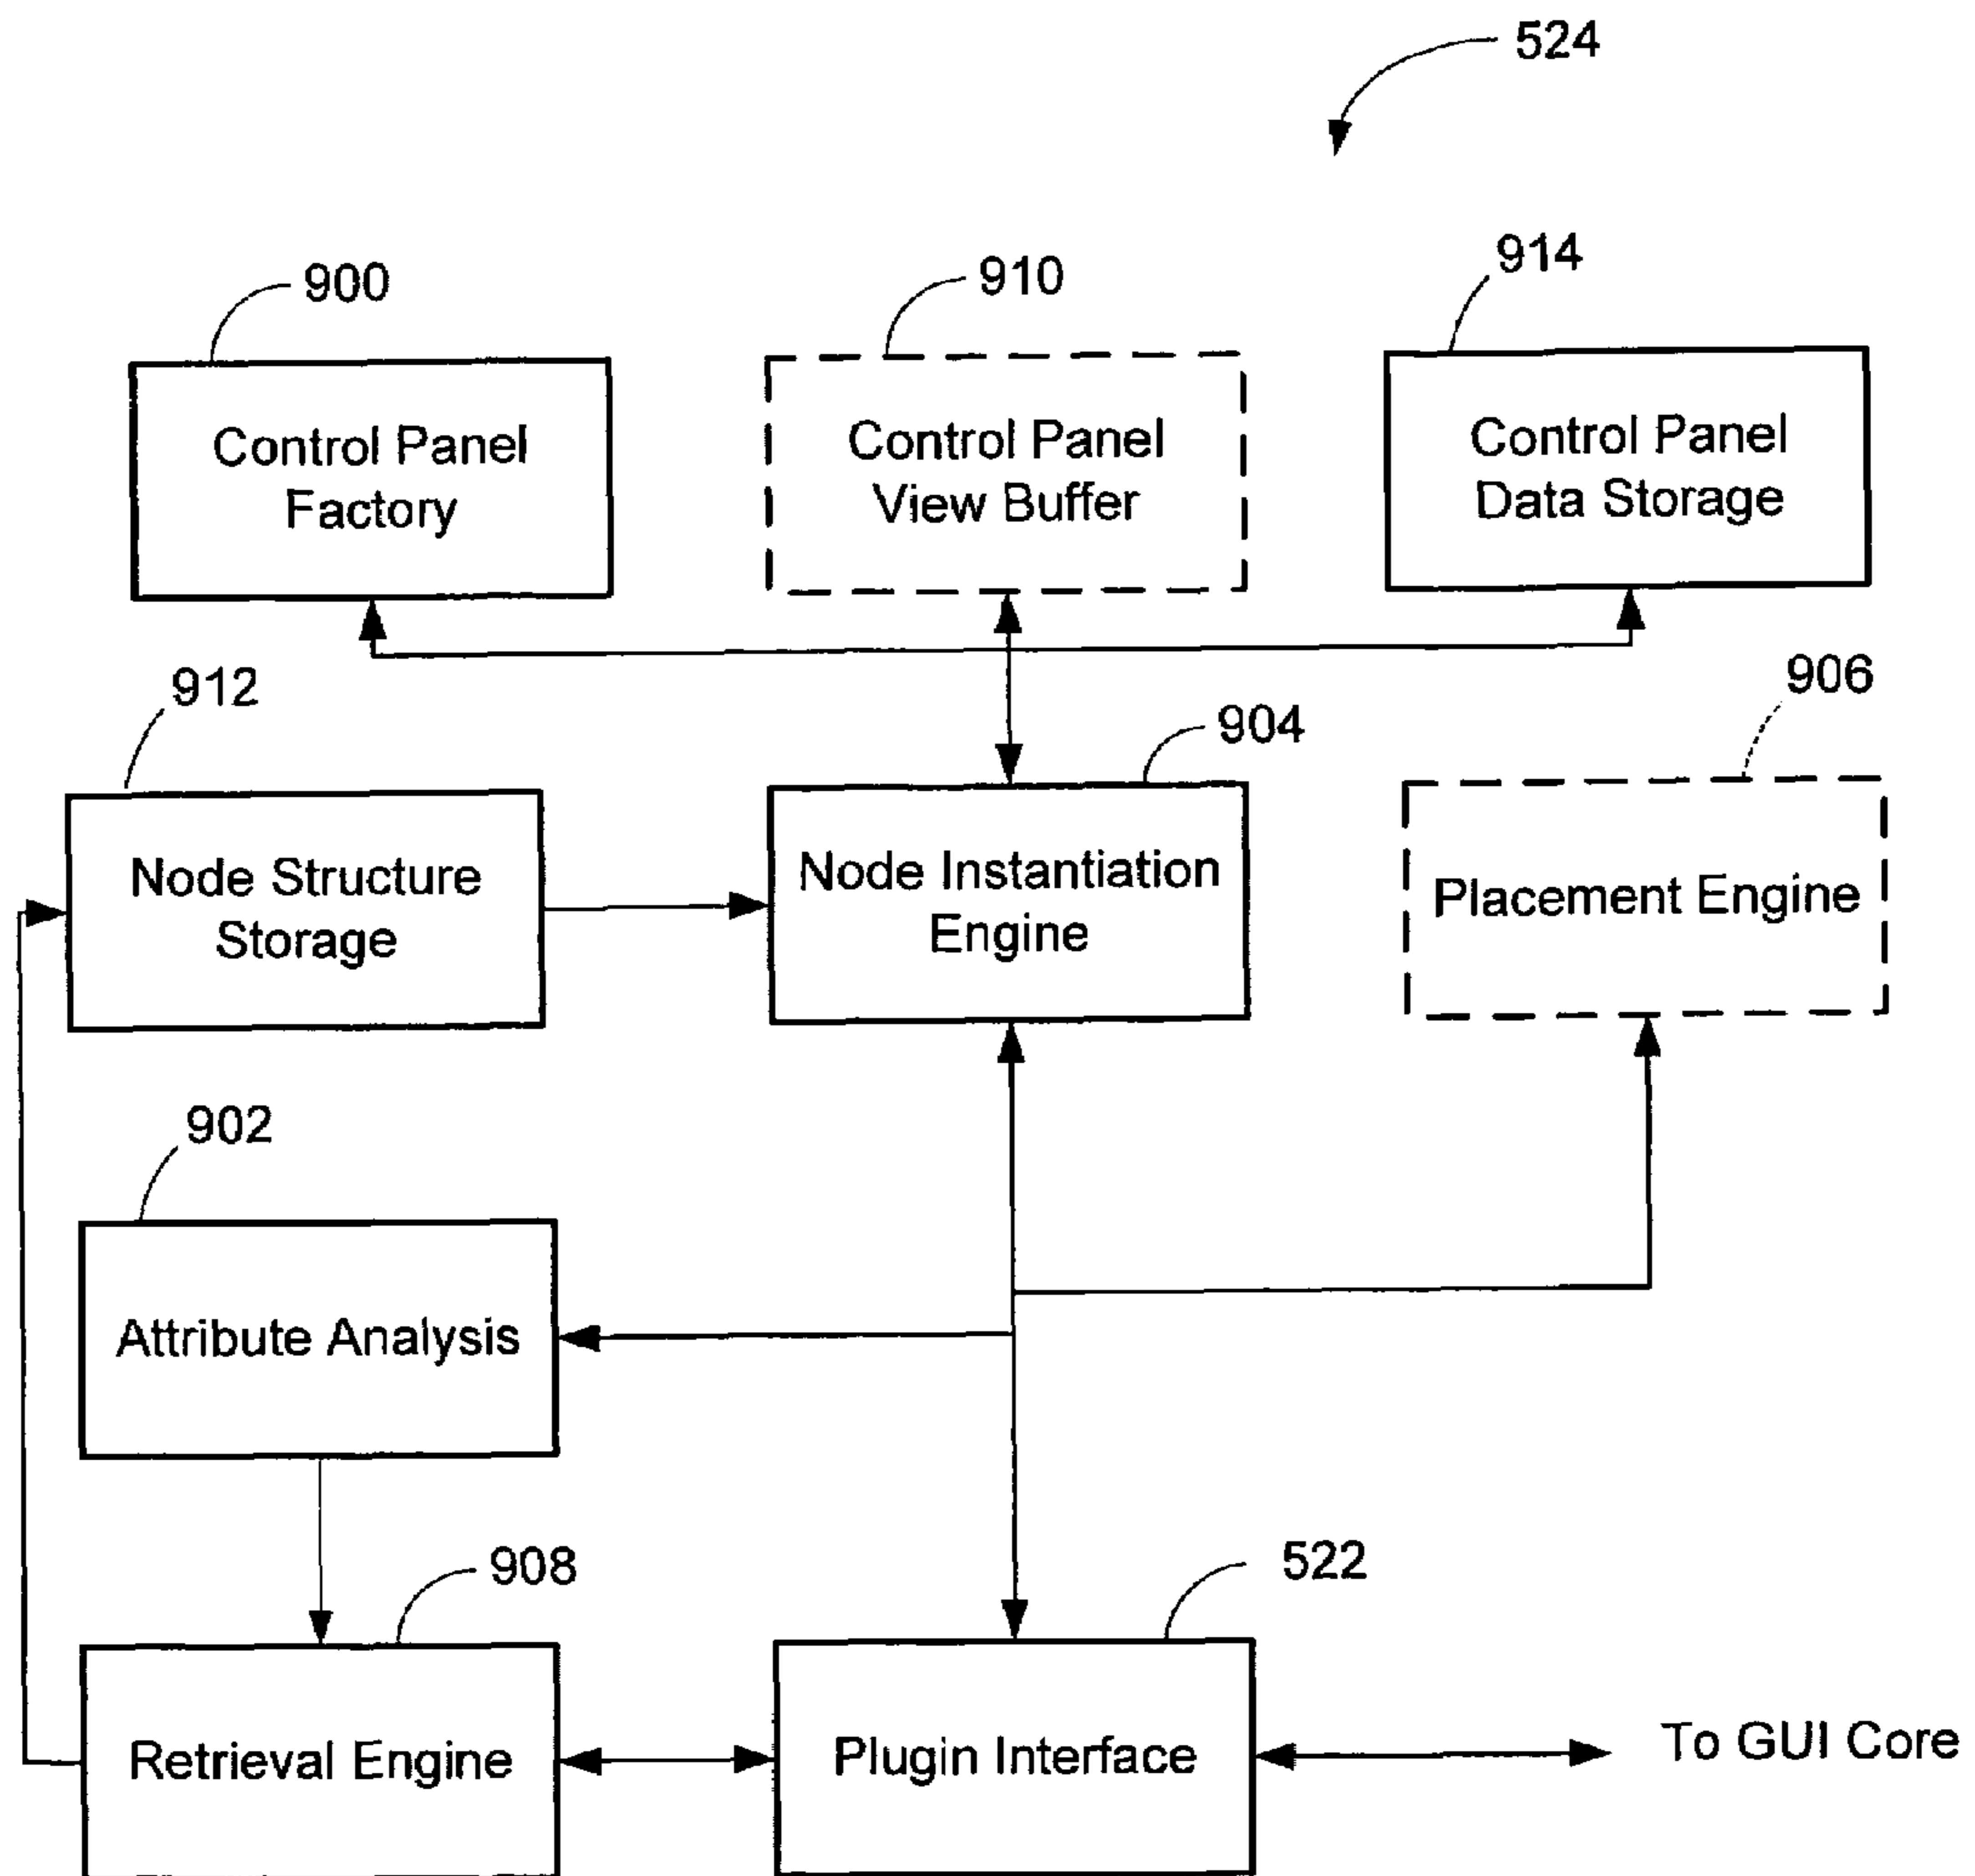 524
900
910
914
Control Panel
Factory
Control Panel
View Buffer
Control Panel
Data Storage
912
904
906
Node Structure
Storage
Node Instantiation
Engine
Placement Engine
902
Attribute Analysis
908
522
Retrieval Engine
Plugin Interface
To GUI Core